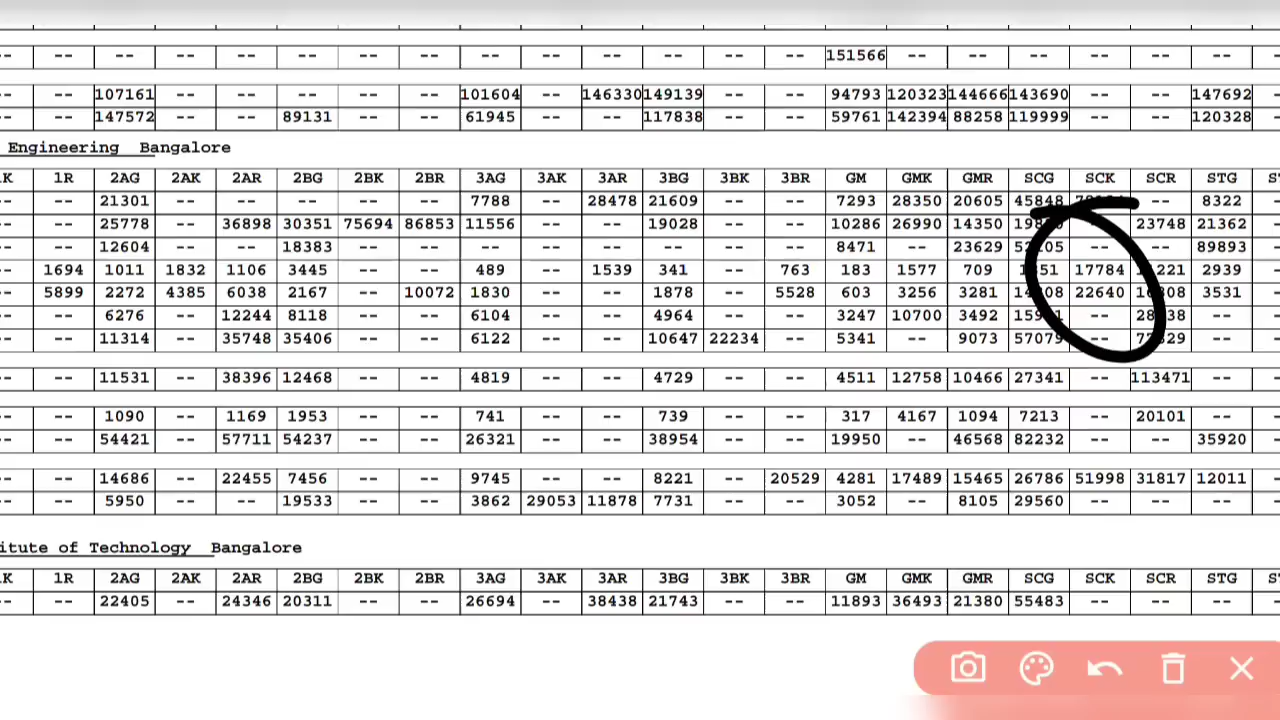 -- -- -- -- -- -- -- -- -- -- -- -- -- -- 151566 -- -- -- -- -- -- --
-- -- 107161 -- -- -- -- -- 101604 -- 146330 149139 -- -- 94793 120323 144666 143690 -- -- 147692 --
-- -- 147572 -- -- 89131 -- -- 61945 -- -- 117838 -- -- 59761 142394 88258 119999 -- -- 120328 --
Engineering Bangalore
K 1R 2AG 2AK 2AR 2BG 2BK 2BR 3AG 3AK 3AR 3BG 3BK 3BR GM GMK GMR SCG SCK SCR STG ST
-- -- 21301 -- -- -- -- -- 7788 -- 28478 21609 -- -- 7293 28350 20605 45848 -- 8322 --
-- -- 25778 -- 36898 30351 75694 86853 11556 -- -- 19028 -- -- 10286 26990 14350 23748 21362 --
-- -- 12604 -- -- 18383 -- -- -- -- -- -- -- -- 8471 -- 23629 -- -- 89893 --
-- 1694 1011 1832 1106 3445 -- -- 489 -- 1539 341 -- 763 183 1577 709 17784 2939 --
-- 5899 2272 4385 6038 2167 -- 10072 1830 -- -- 1878 -- 5528 603 3256 3281 22640 3531 --
-- -- 6276 -- 12244 8118 -- -- 6104 -- -- 4964 -- -- 3247 10700 3492 -- -- --
-- -- 11314 -- 35748 35406 -- -- 6122 -- -- 10647 22234 -- 5341 -- 9073 57079 -- -- --
-- -- 11531 -- 38396 12468 -- -- 4819 -- -- 4729 -- -- 4511 12758 10466 27341 -- 113471 -- --
-- -- 1090 -- 1169 1953 -- -- 741 -- -- 739 -- -- 317 4167 1094 7213 -- 20101 -- --
-- -- 54421 -- 57711 54237 -- -- 26321 -- -- 38954 -- -- 19950 -- 46568 82232 -- -- 35920 --
-- -- 14686 -- 22455 7456 -- -- 9745 -- -- 8221 -- 20529 4281 17489 15465 26786 51998 31817 12011 --
-- -- 5950 -- -- 19533 -- -- 3862 29053 11878 7731 -- -- 3052 -- 8105 29560 -- -- -- --
itute of Technology Bangalore
K 1R 2AG 2AK 2AR 2BG 2BK 2BR 3AG 3AK 3AR 3BG 3BK 3BR GM GMK GMR SCG SCK SCR STG ST
-- -- 22405 -- 24346 20311 -- -- 26694 -- 38438 21743 -- -- 11893 36493 21380 55483 -- -- -- --